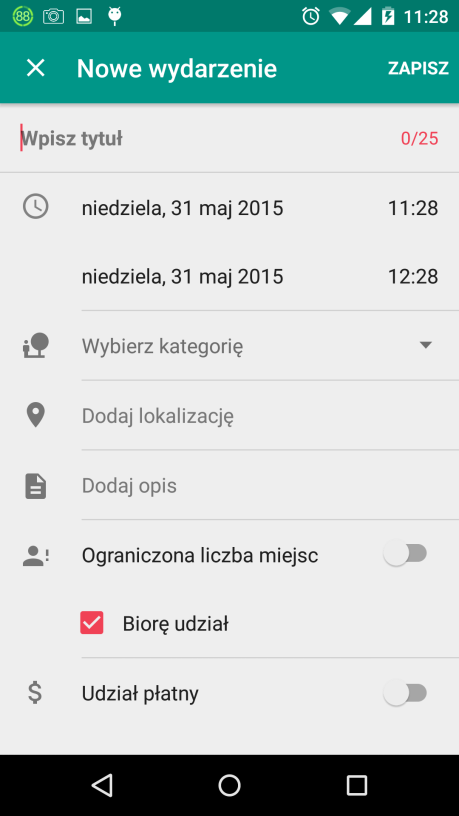 88 11:28
Nowe wydarzenie ZAPISZ
Wpisz tytuł 0/25
niedziela, 31 maj 2015 11:28
niedziela, 31 maj 2015 12:28
Wybierz kategorię
Dodaj lokalizację
Dodaj opis
Ograniczona liczba miejsc
Biorę udział
$ Udział płatny